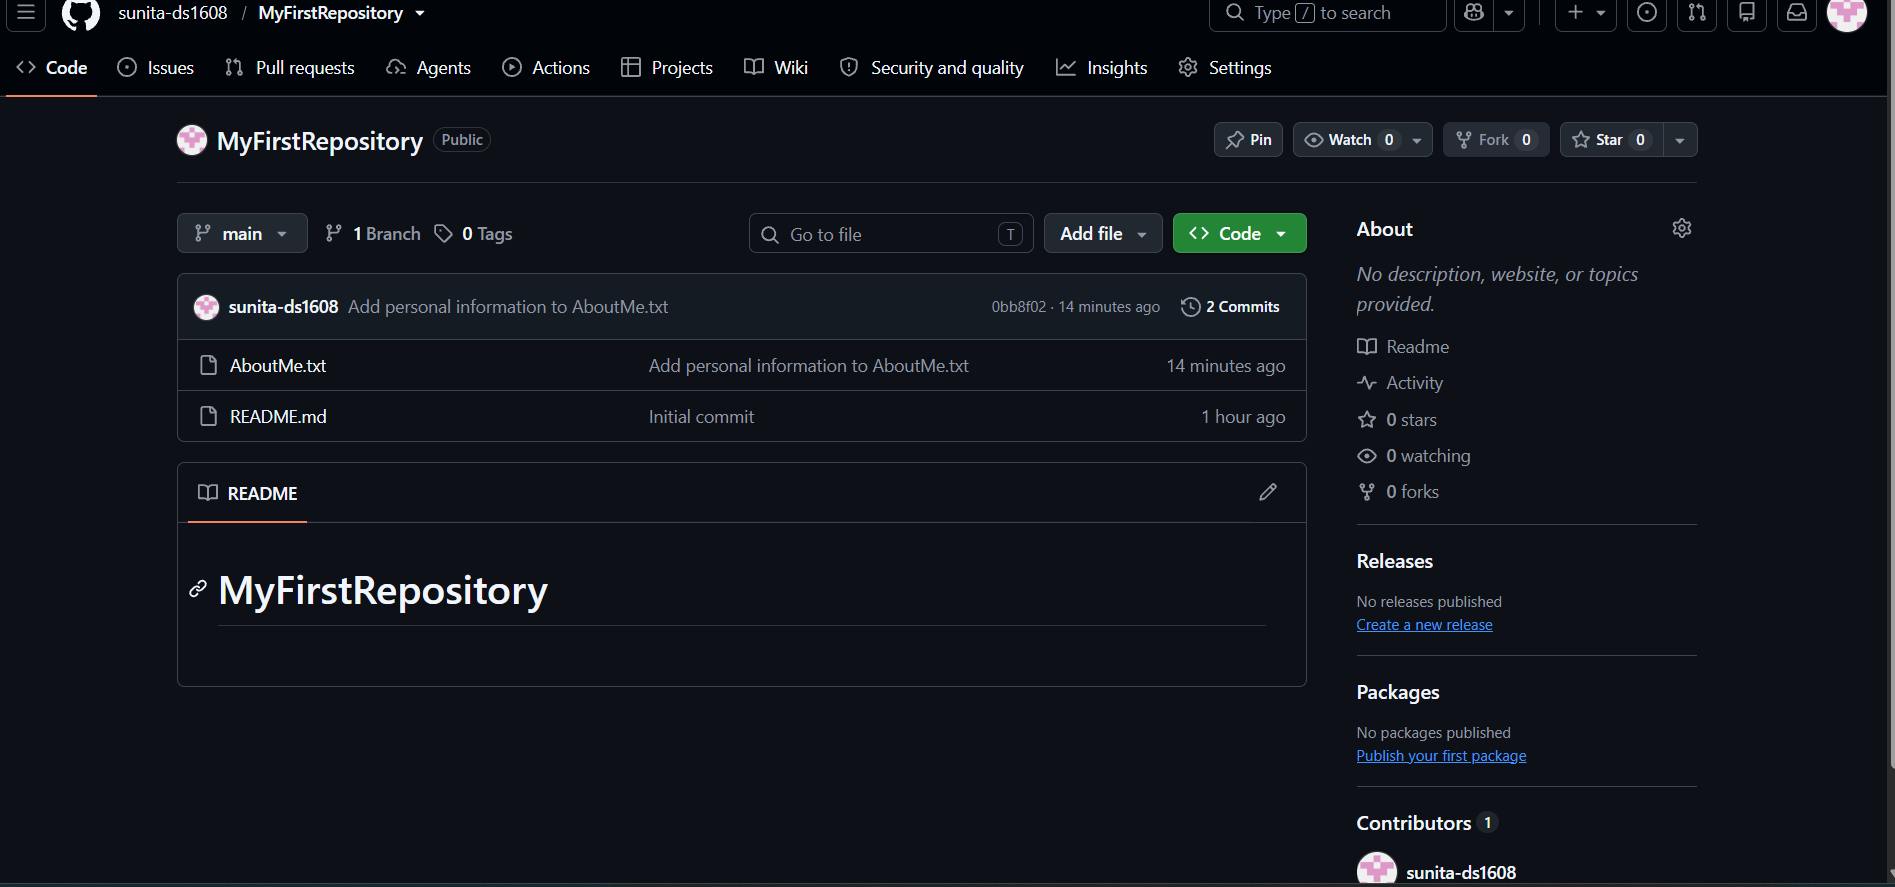 sunita-ds1608 / MyFirstRepository
Type / to search
Code Issues Pull requests Agents Actions Projects Wiki Security and quality Insights Settings
MyFirstRepository Public
Pin Watch 0 Fork 0 Star 0
main 1 Branch 0 Tags Go to file T Add file Code
sunita-ds1608 Add personal information to AboutMe.txt 0bb8f02 · 14 minutes ago 2 Commits
AboutMe.txt Add personal information to AboutMe.txt 14 minutes ago
README.md Initial commit 1 hour ago
README
MyFirstRepository
About
No description, website, or topics
provided.
Readme
Activity
0 stars
0 watching
0 forks
Releases
No releases published
Create a new release
Packages
No packages published
Publish your first package
Contributors 1
sunita-ds1608